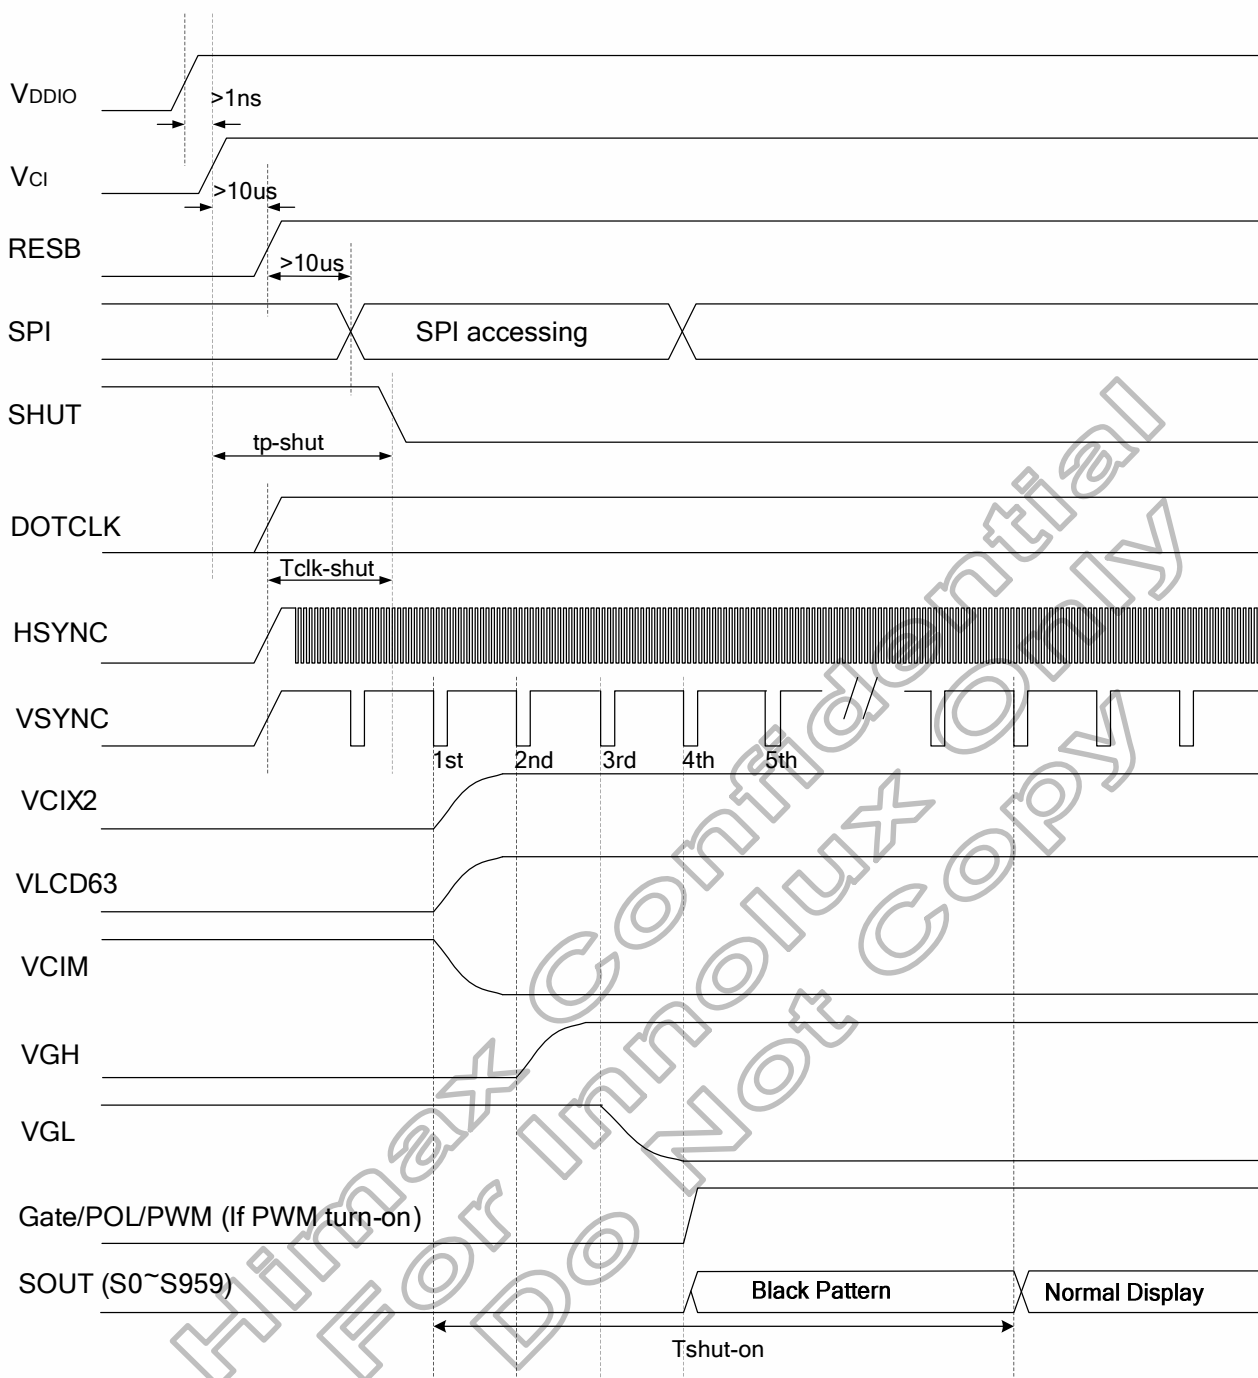 VDDIO
>1ns
VCI
>10us
RESB
>10us
SPI
SPI accessing
SHUT
tp-shut
DOTCLK
Tclk-shut
HSYNC
VSYNC
1st 2nd 3rd 4th 5th
VCIX2
VLCD63
VCIM
VGH
VGL
Gate/POL/PWM (If PWM turn-on)
SOUT (S0~S959)
Black Pattern
Normal Display
Tshut-on
Himax Confidential
For Innolux Only
Do Not Copy